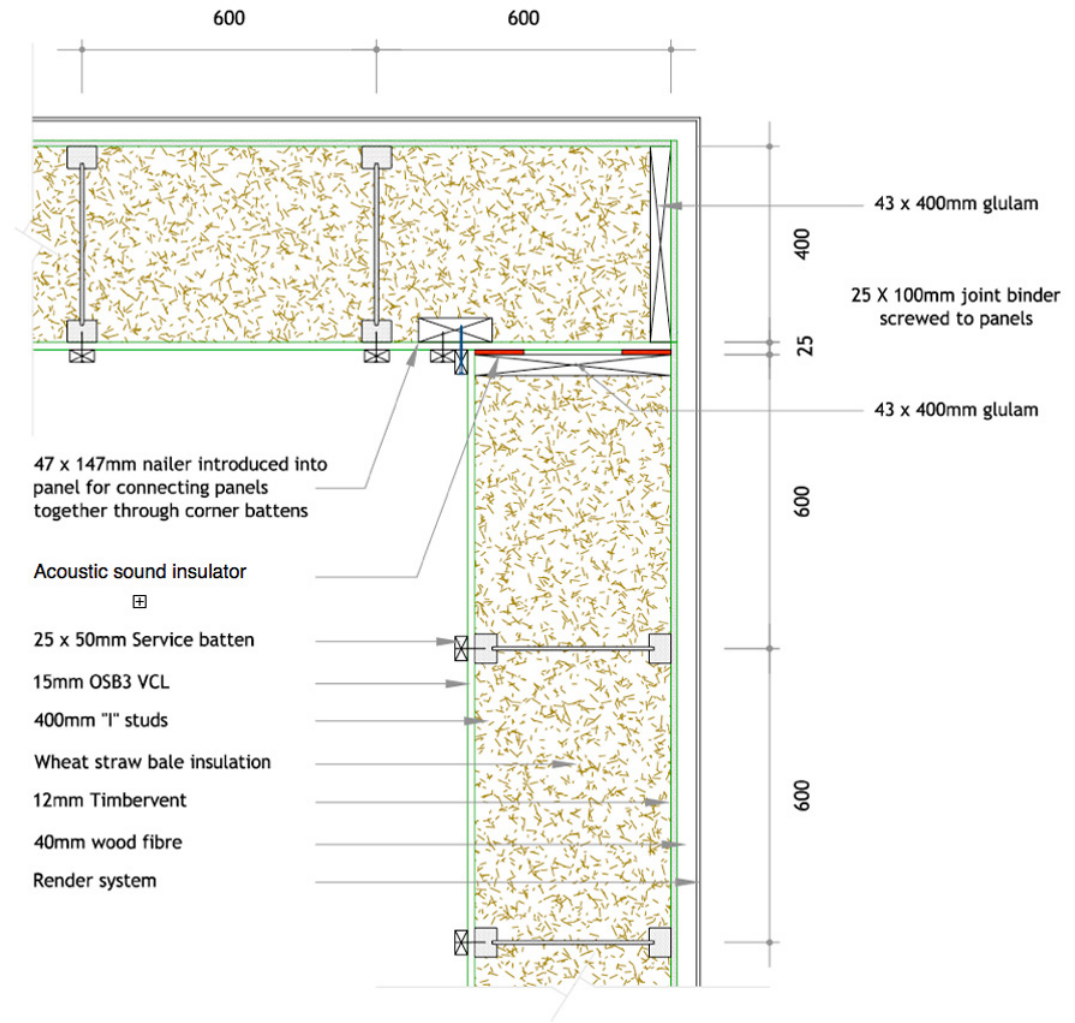 600
600
43 x 400mm glulam
400
25 X 100mm joint binder
screwed to panels
25
43 x 400mm glulam
47 x 147mm nailer introduced into
panel for connecting panels
together through corner battens
600
Acoustic sound insulator
25 x 50mm Service batten
15mm OSB3 VCL
400mm "I" studs
Wheat straw bale insulation
12mm Timbervent
600
40mm wood fibre
Render system